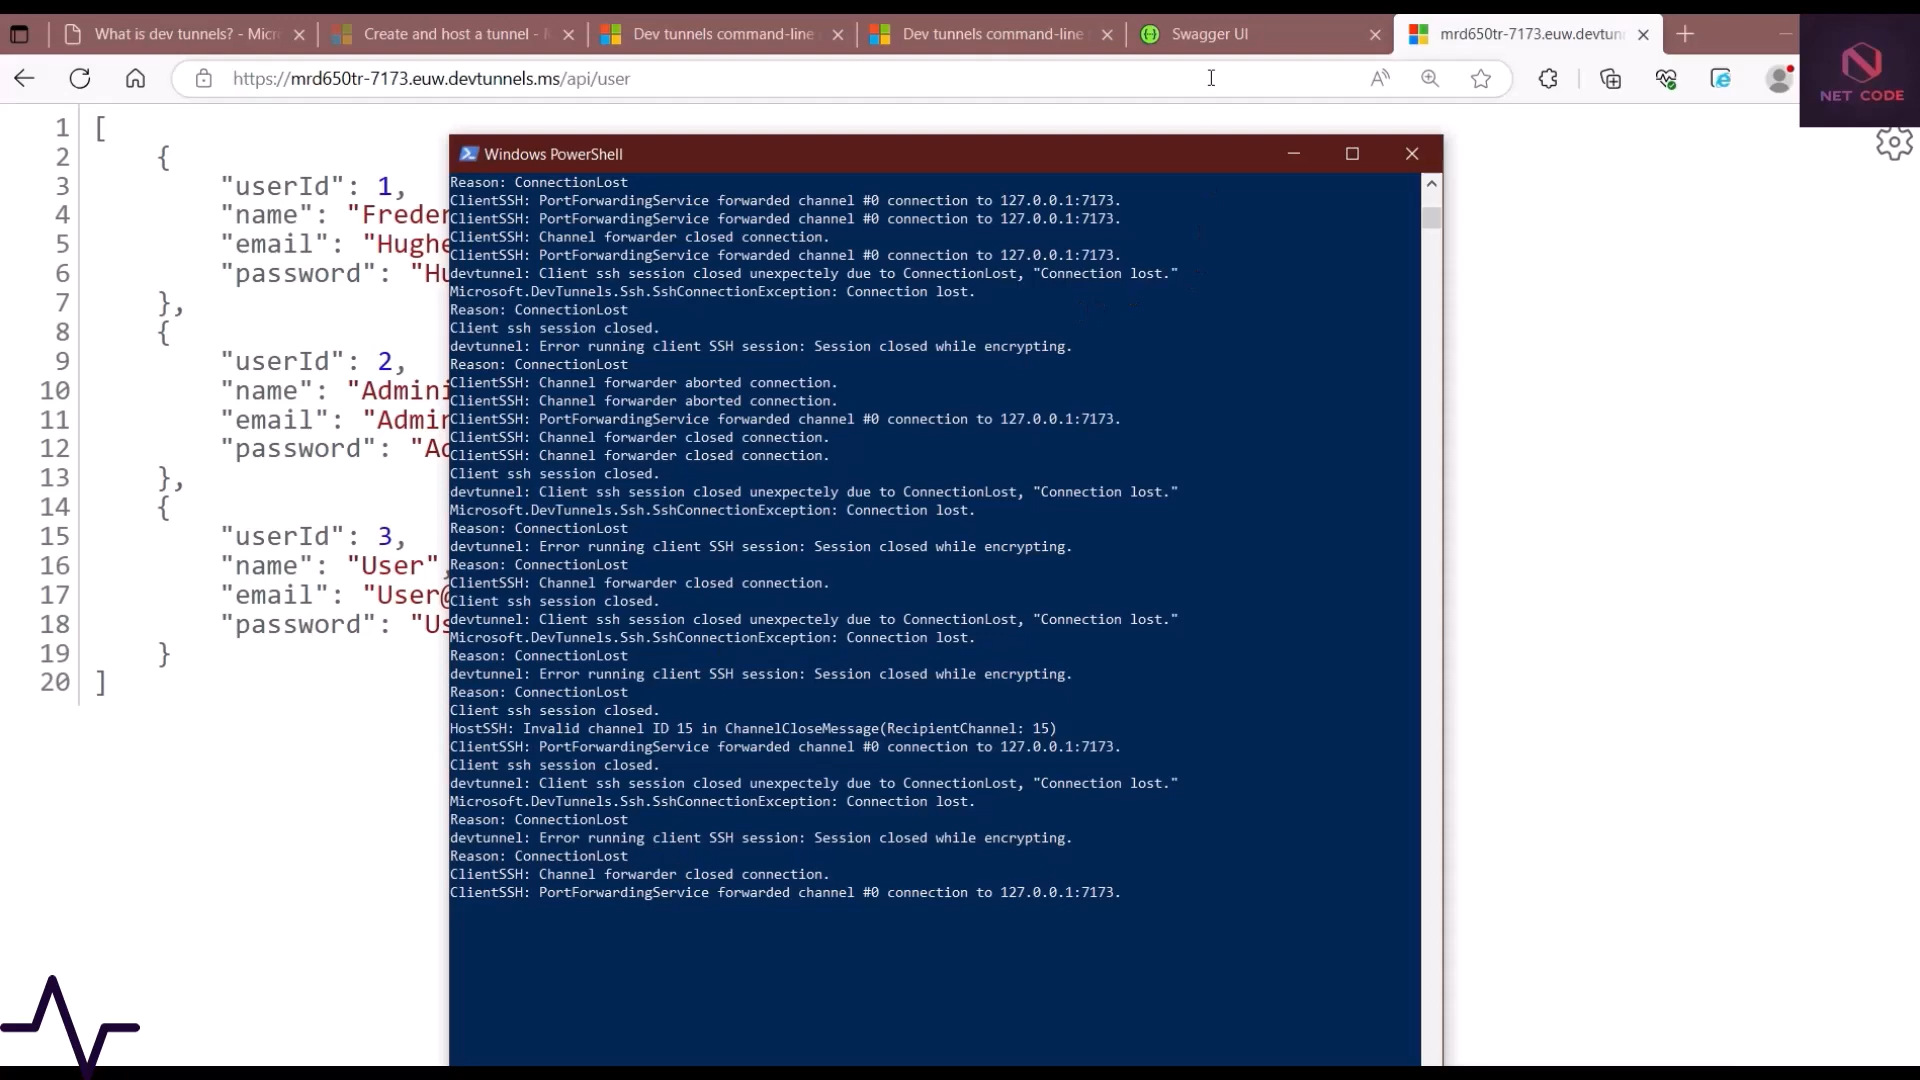 What is dev tunnels? - Micr
Create and host a tunnel -
Dev tunnels command-line
Dev tunnels command-line
Swagger UI
mrd650tr-7173.euw.devtunn
https://mrd650tr-7173.euw.devtunnels.ms/api/user
NET CODE
1 [
2 {
3 "userId": 1,
4 "name": "Freder
5 "email": "Hughe
6 "password": "Hu
7 },
8 {
9 "userId": 2,
10 "name": "Admini
11 "email": "Admin
12 "password": "Ad
13 },
14 {
15 "userId": 3,
16 "name": "User",
17 "email": "User@
18 "password": "Us
19 }
20 ]
Windows PowerShell
Reason: ConnectionLost
ClientSSH: PortForwardingService forwarded channel #0 connection to 127.0.0.1:7173.
ClientSSH: PortForwardingService forwarded channel #0 connection to 127.0.0.1:7173.
ClientSSH: Channel forwarder closed connection.
ClientSSH: PortForwardingService forwarded channel #0 connection to 127.0.0.1:7173.
devtunnel: Client ssh session closed unexpectely due to ConnectionLost, "Connection lost."
Microsoft.DevTunnels.Ssh.SshConnectionException: Connection lost.
Reason: ConnectionLost
Client ssh session closed.
devtunnel: Error running client SSH session: Session closed while encrypting.
Reason: ConnectionLost
ClientSSH: Channel forwarder aborted connection.
ClientSSH: Channel forwarder aborted connection.
ClientSSH: PortForwardingService forwarded channel #0 connection to 127.0.0.1:7173.
ClientSSH: Channel forwarder closed connection.
ClientSSH: Channel forwarder closed connection.
Client ssh session closed.
devtunnel: Client ssh session closed unexpectely due to ConnectionLost, "Connection lost."
Microsoft.DevTunnels.Ssh.SshConnectionException: Connection lost.
Reason: ConnectionLost
devtunnel: Error running client SSH session: Session closed while encrypting.
Reason: ConnectionLost
ClientSSH: Channel forwarder closed connection.
Client ssh session closed.
devtunnel: Client ssh session closed unexpectely due to ConnectionLost, "Connection lost."
Microsoft.DevTunnels.Ssh.SshConnectionException: Connection lost.
Reason: ConnectionLost
devtunnel: Error running client SSH session: Session closed while encrypting.
Reason: ConnectionLost
Client ssh session closed.
HostSSH: Invalid channel ID 15 in ChannelCloseMessage(RecipientChannel: 15)
ClientSSH: PortForwardingService forwarded channel #0 connection to 127.0.0.1:7173.
Client ssh session closed.
devtunnel: Client ssh session closed unexpectely due to ConnectionLost, "Connection lost."
Microsoft.DevTunnels.Ssh.SshConnectionException: Connection lost.
Reason: ConnectionLost
devtunnel: Error running client SSH session: Session closed while encrypting.
Reason: ConnectionLost
ClientSSH: Channel forwarder closed connection.
ClientSSH: PortForwardingService forwarded channel #0 connection to 127.0.0.1:7173.